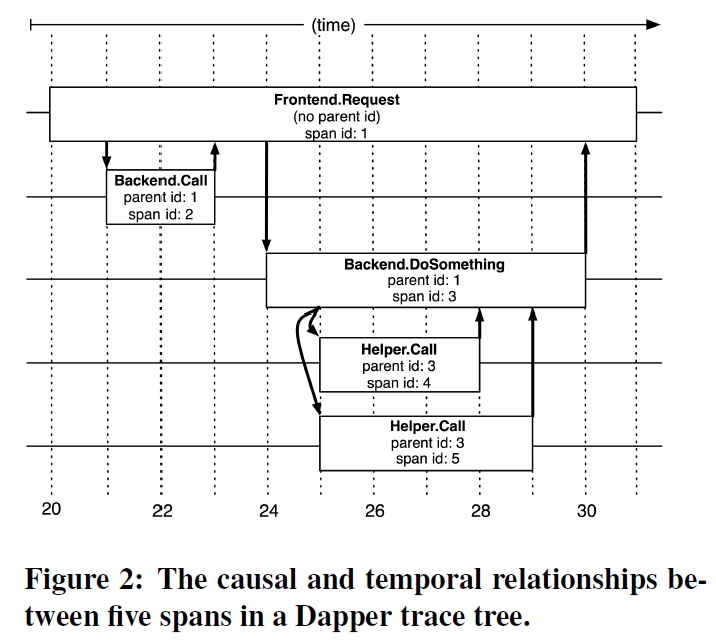 (time)
Frontend.Request
(no parent id)
span id: 1
Backend.Call
parent id: 1
span id: 2
Backend.DoSomething
parent id: 1
span id: 3
Helper.Call
parent id: 3
span id: 4
Helper.Call
parent id: 3
span id: 5
20 22 24 26 28 30
Figure 2: The causal and temporal relationships be-
tween five spans in a Dapper trace tree.